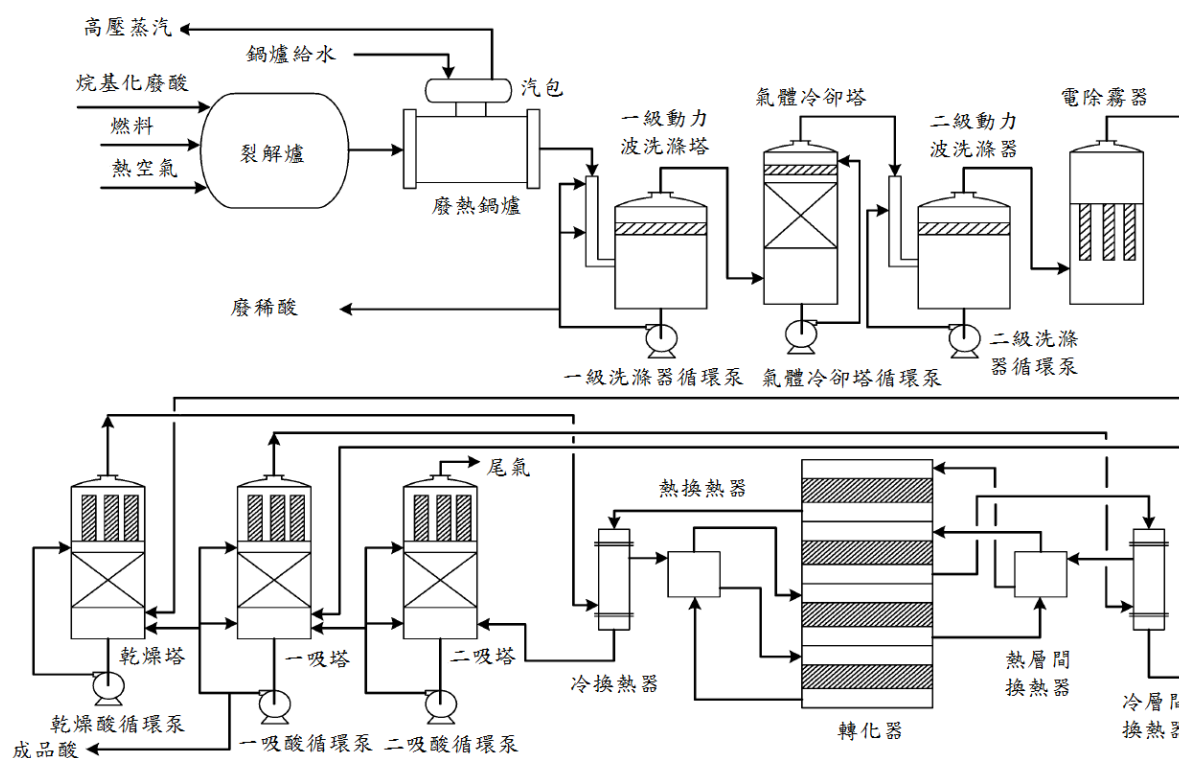 高壓蒸汽
鍋爐給水
烷基化廢酸
燃料
熱空氣
裂解爐
汽包
廢熱鍋爐
一級動力
波洗滌塔
氣體冷卻塔
二級動力
波洗滌器
電除霧器
廢稀酸
一級洗滌器循環泵
氣體冷卻塔循環泵
二級洗滌
器循環泵
尾氣
熱換熱器
乾燥塔
一吸塔
二吸塔
冷換熱器
熱層間
換熱器
冷層間
換熱器
轉化器
乾燥酸循環泵
成品酸
一吸酸循環泵
二吸酸循環泵